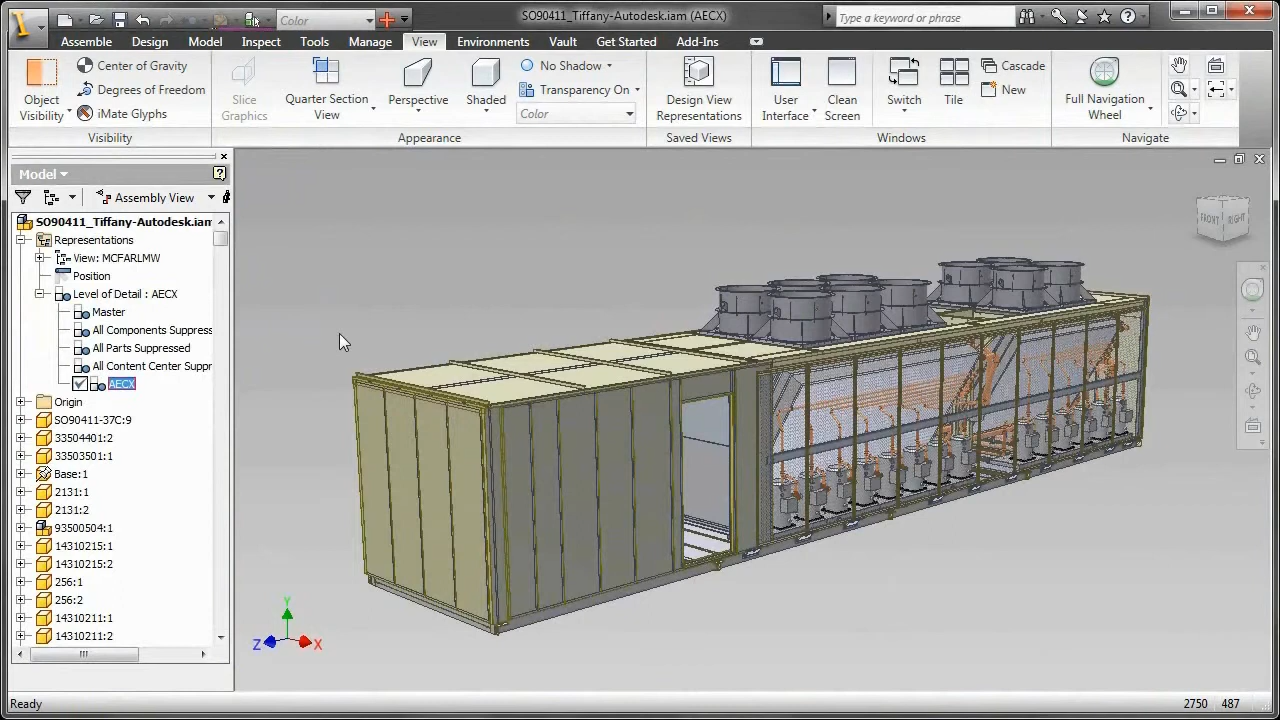 Color
SO90411_Tiffany-Autodesk.iam (AECX)
Type a keyword or phrase
Assemble Design Model Inspect Tools Manage View Environments Vault Get Started Add-Ins
Object Visibility
Center of Gravity
Degrees of Freedom
iMate Glyphs
Visibility
Slice Graphics
Quarter Section View
Perspective
Shaded
No Shadow
Transparency On
Color
Appearance
Design View Representations
Saved Views
User Interface
Clean Screen
Switch
Tile
Cascade
New
Windows
Full Navigation Wheel
Navigate
Model
Assembly View
SO90411_Tiffany-Autodesk.iam
Representations
View: MCFARLMW
Position
Level of Detail : AECX
Master
All Components Suppress
All Parts Suppressed
All Content Center Suppr
AECX
Origin
SO90411-37C:9
33504401:2
33503501:1
Base:1
2131:1
2131:2
93500504:1
14310215:1
14310215:2
256:1
256:2
14310211:1
14310211:2
FRONT RIGHT
Y
Z X
Ready
2750 487